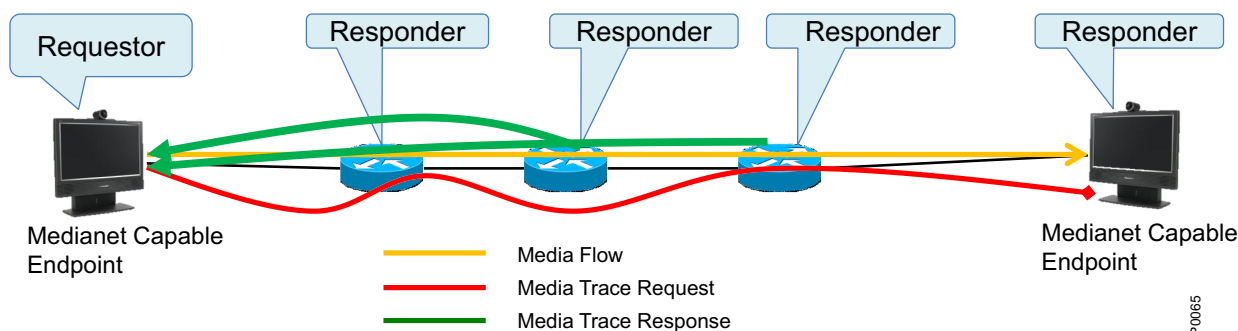 Requestor
Responder
Responder
Responder
Responder
Medianet Capable
Endpoint
Medianet Capable
Endpoint
Media Flow
Media Trace Request
Media Trace Response